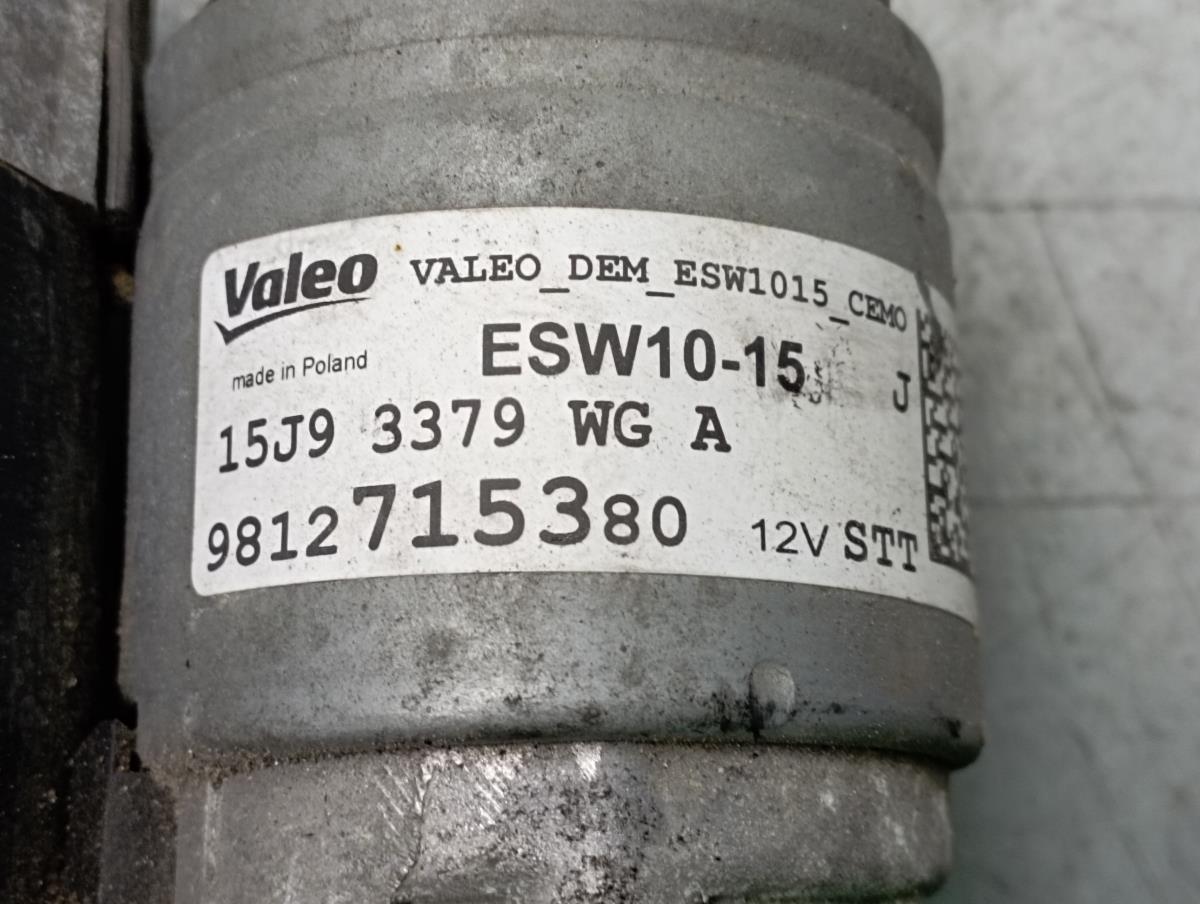 Valeo VALEO_DEM_ESW1015_CEMO
made in Poland ESW10-15 J
15J9 3379 WG A
9812715380 12V STT